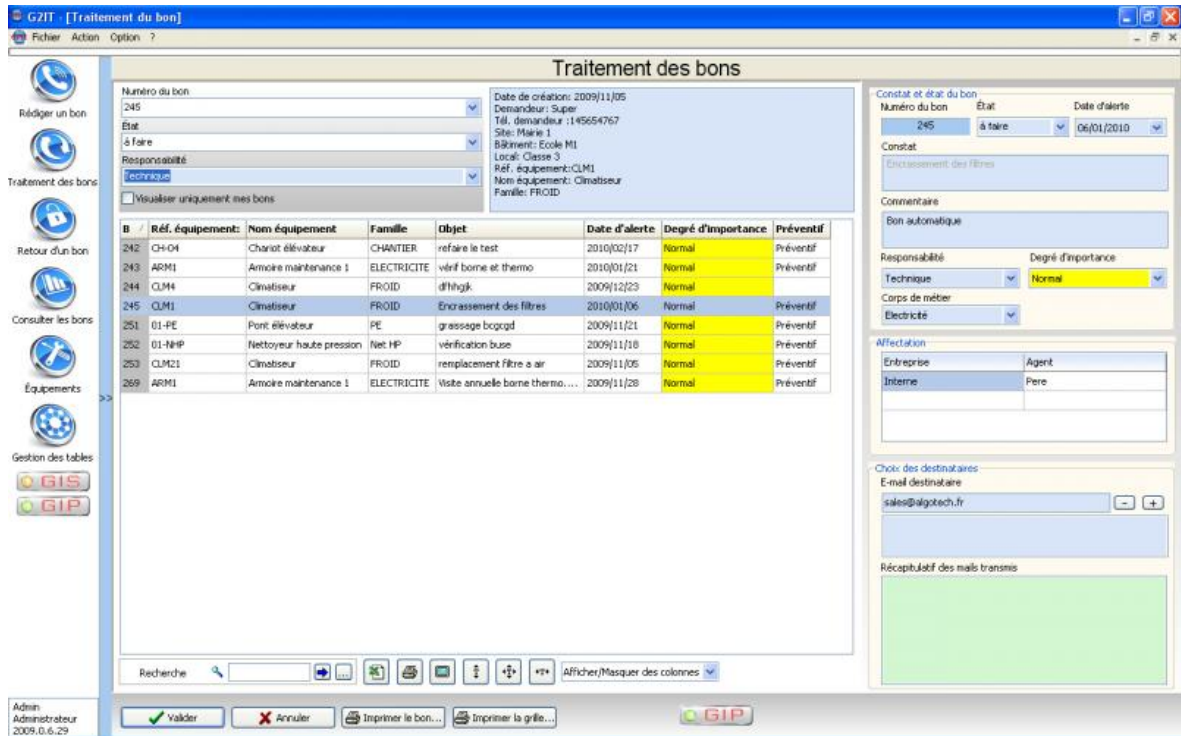 G2IT - [Traitement du bon]
Fichier Action Option ?
Traitement des bons
Rédiger un bon
Traitement des bons
Retour d'un bon
Consulter les bons
Équipements
Gestion des tables
GIS
GIP
>>
Numéro du bon
245
État
à faire
Responsabilité
Technique
Visualiser uniquement mes bons
Date de création: 2009/11/05
Demandeur: Super
Tél. demandeur :145654767
Site: Mairie 1
Bâtiment: Ecole M1
Local: Classe 3
Réf. équipement:CLM1
Nom équipement: Climatiseur
Famille: FROID
B / Réf. équipement: Nom équipement Famille Objet Date d'alerte Degré d'importance Préventif
242 CH-04 Chariot élévateur CHANTIER refaire le test 2010/02/17 Normal Préventif
243 ARM1 Armoire maintenance 1 ELECTRICITE vérif borne et thermo 2010/01/21 Normal Préventif
244 CLM4 Climatiseur FROID dfhhgjk 2009/12/23 Normal
245 CLM1 Climatiseur FROID Encrassement des filtres 2010/01/06 Normal Préventif
251 01-PE Pont élévateur PE graissage bcgcgd 2009/11/21 Normal Préventif
252 01-NHP Nettoyeur haute pression Net HP vérification buse 2009/11/18 Normal Préventif
253 CLM21 Climatiseur FROID remplacement filtre a air 2009/11/05 Normal Préventif
269 ARM1 Armoire maintenance 1 ELECTRICITE Visite annuelle borne thermo.... 2009/11/28 Normal Préventif
Recherche ... Afficher/Masquer des colonnes
Constat et état du bon
Numéro du bon État Date d'alerte
245 à faire 06/01/2010
Constat
Encrassement des filtres
Commentaire
Bon automatique
Responsabilité Degré d'importance
Technique Normal
Corps de métier
Electricité
Affectation
Entreprise Agent
Interne Pere
Choix des destinataires
E-mail destinataire
sales@algotech.fr - +
Récapitulatif des mails transmis
Admin
Administrateur
2009.0.6.29
Valider Annuler Imprimer le bon... Imprimer la grille... GIP